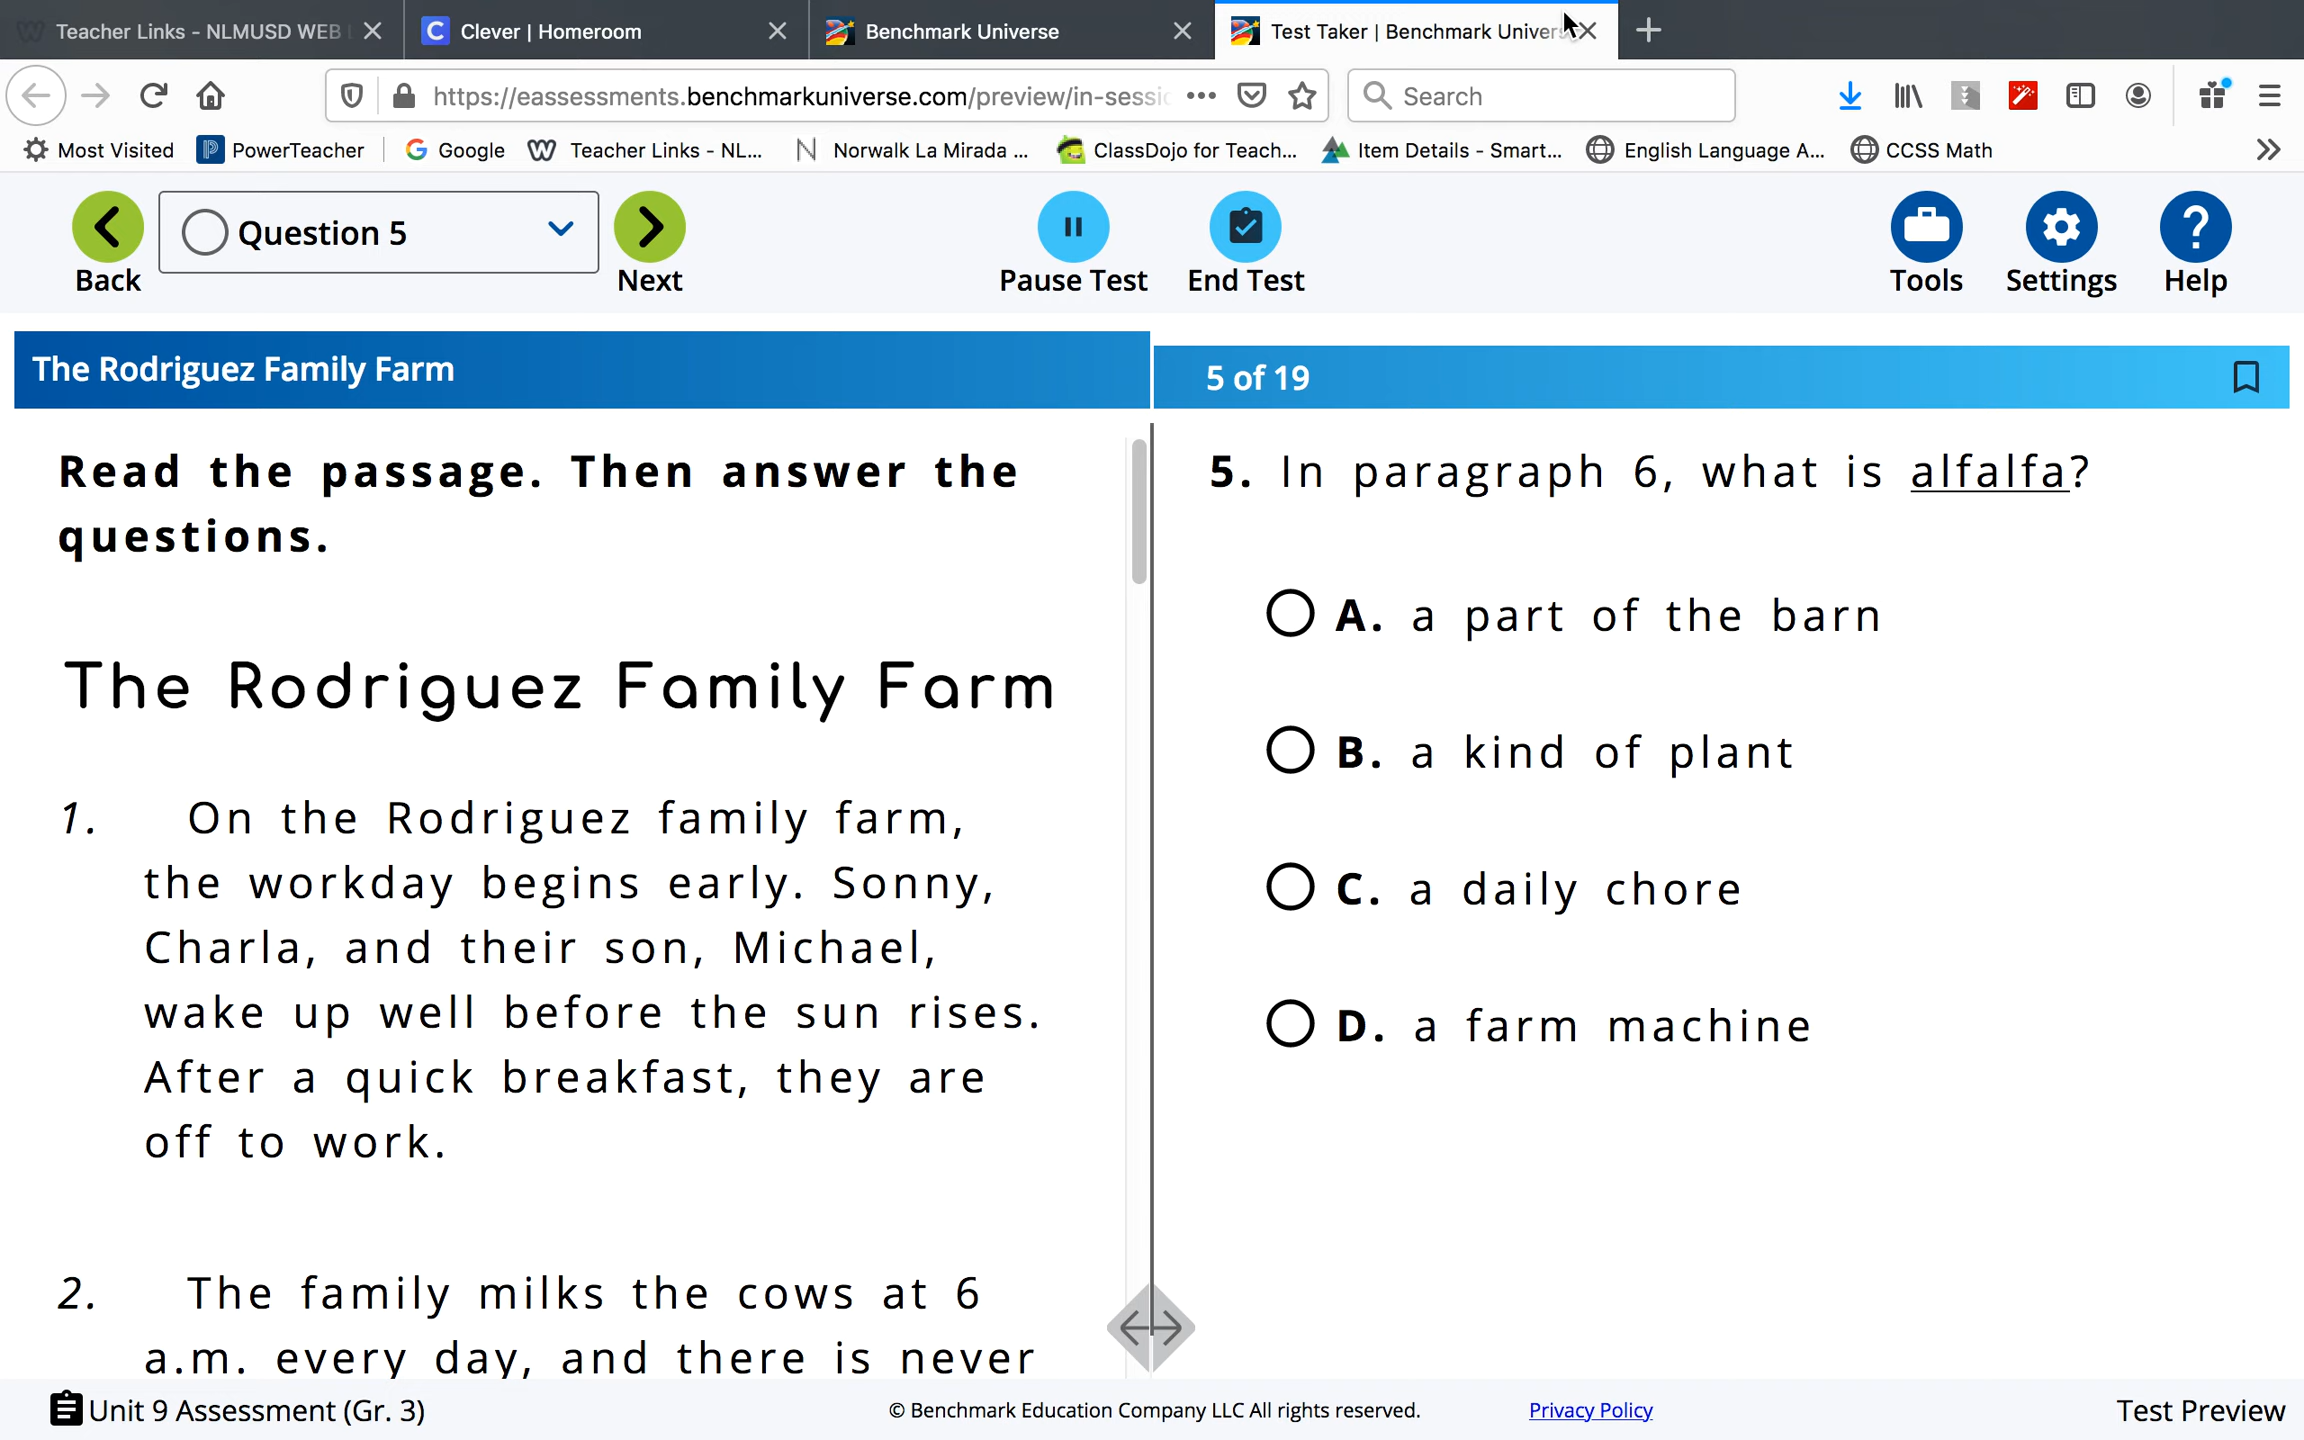 Teacher Links - NLMUSD WEB
Clever | Homeroom
Benchmark Universe
Test Taker | Benchmark Univers
https://eassessments.benchmarkuniverse.com/preview/in-sessic
Search
Most Visited
PowerTeacher
Google
Teacher Links - NL...
Norwalk La Mirada ...
ClassDojo for Teach...
Item Details - Smart...
English Language A...
CCSS Math
Question 5
Back
Next
Pause Test
End Test
Tools
Settings
Help
The Rodriguez Family Farm
5 of 19
Read the passage. Then answer the
questions.
The Rodriguez Family Farm
1. On the Rodriguez family farm,
the workday begins early. Sonny,
Charla, and their son, Michael,
wake up well before the sun rises.
After a quick breakfast, they are
off to work.
2. The family milks the cows at 6
a.m. every day, and there is never
5. In paragraph 6, what is alfalfa?
A. a part of the barn
B. a kind of plant
C. a daily chore
D. a farm machine
Unit 9 Assessment (Gr. 3)
© Benchmark Education Company LLC All rights reserved.
Privacy Policy
Test Preview